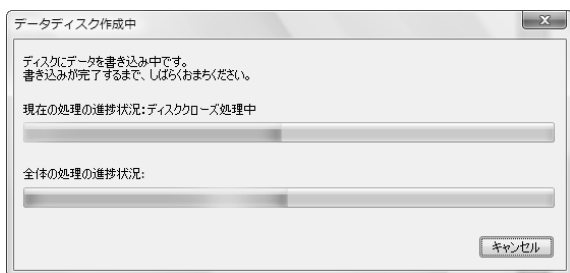 データディスク作成中
ディスクにデータを書き込み中です。
書き込みが完了するまで、しばらくおまちください。
現在の処理の進捗状況:ディスククローズ処理中
全体の処理の進捗状況:
キャンセル